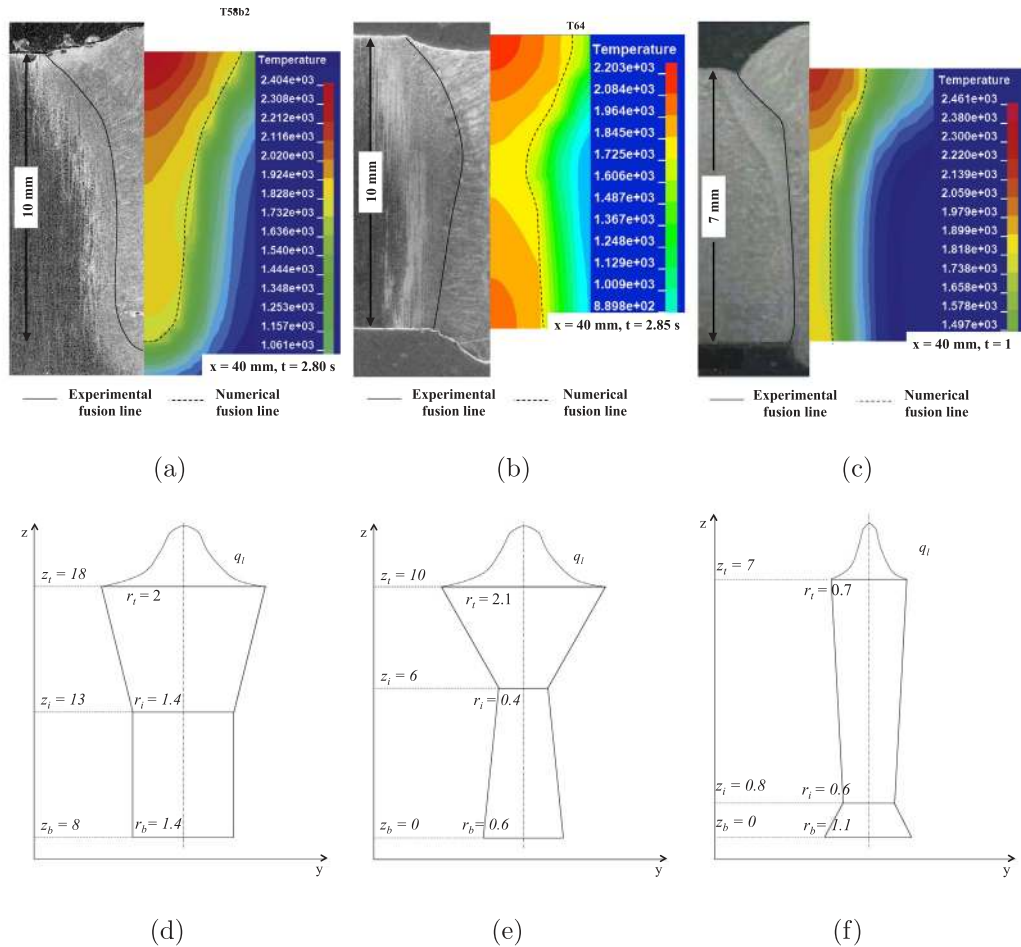 T58b2
10 mm
Temperature
2.404e+03
2.308e+03
2.212e+03
2.116e+03
2.020e+03
1.924e+03
1.828e+03
1.732e+03
1.636e+03
1.540e+03
1.444e+03
1.348e+03
1.253e+03
1.157e+03
1.061e+03
x = 40 mm, t = 2.80 s
Experimental
fusion line
Numerical
fusion line
(a)
T64
10 mm
Temperature
2.203e+03
2.084e+03
1.964e+03
1.845e+03
1.725e+03
1.606e+03
1.487e+03
1.367e+03
1.248e+03
1.129e+03
1.009e+03
8.898e+02
x = 40 mm, t = 2.85 s
Experimental
fusion line
Numerical
fusion line
(b)
7 mm
Temperature
2.461e+03
2.380e+03
2.300e+03
2.220e+03
2.139e+03
2.059e+03
1.979e+03
1.899e+03
1.818e+03
1.738e+03
1.658e+03
1.578e+03
1.497e+03
x = 40 mm, t = 1
Experimental
fusion line
Numerical
fusion line
(c)
z
q_l
z_t = 18
r_t = 2
z_i = 13
r_i = 1.4
z_b = 8
r_b = 1.4
y
(d)
z
q_l
z_t = 10
r_t = 2.1
z_i = 6
r_i = 0.4
z_b = 0
r_b = 0.6
y
(e)
z
q_l
z_t = 7
r_t = 0.7
z_i = 0.8
r_i = 0.6
z_b = 0
r_b = 1.1
y
(f)